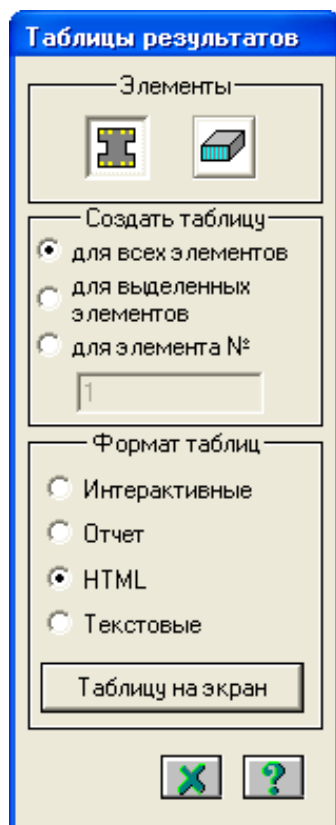 Таблицы результатов
Элементы
Создать таблицу
для всех элементов
для выделенных
элементов
для элемента №
1
Формат таблиц
Интерактивные
Отчет
HTML
Текстовые
Таблицу на экран
?